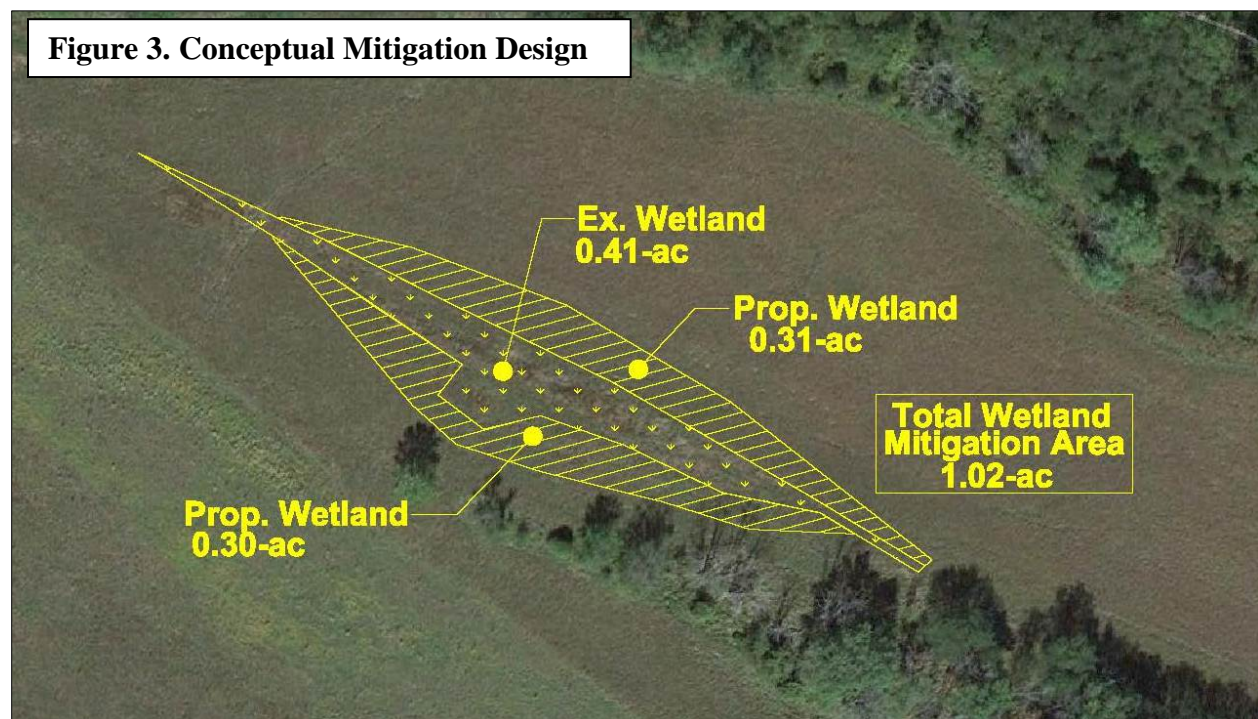 Figure 3. Conceptual Mitigation Design
Ex. Wetland
0.41-ac
Prop. Wetland
0.31-ac
Total Wetland
Mitigation Area
1.02-ac
Prop. Wetland
0.30-ac